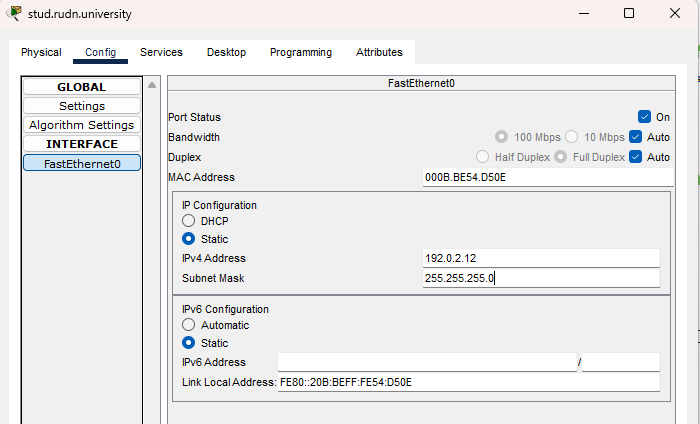 stud.rudn.university
Physical Config Services Desktop Programming Attributes
GLOBAL
Settings
Algorithm Settings
INTERFACE
FastEthernet0
FastEthernet0
Port Status On
Bandwidth 100 Mbps 10 Mbps Auto
Duplex Half Duplex Full Duplex Auto
MAC Address 000B.BE54.D50E
IP Configuration
DHCP
Static
IPv4 Address 192.0.2.12
Subnet Mask 255.255.255.0
IPv6 Configuration
Automatic
Static
IPv6 Address /
Link Local Address: FE80::20B:BEFF:FE54:D50E